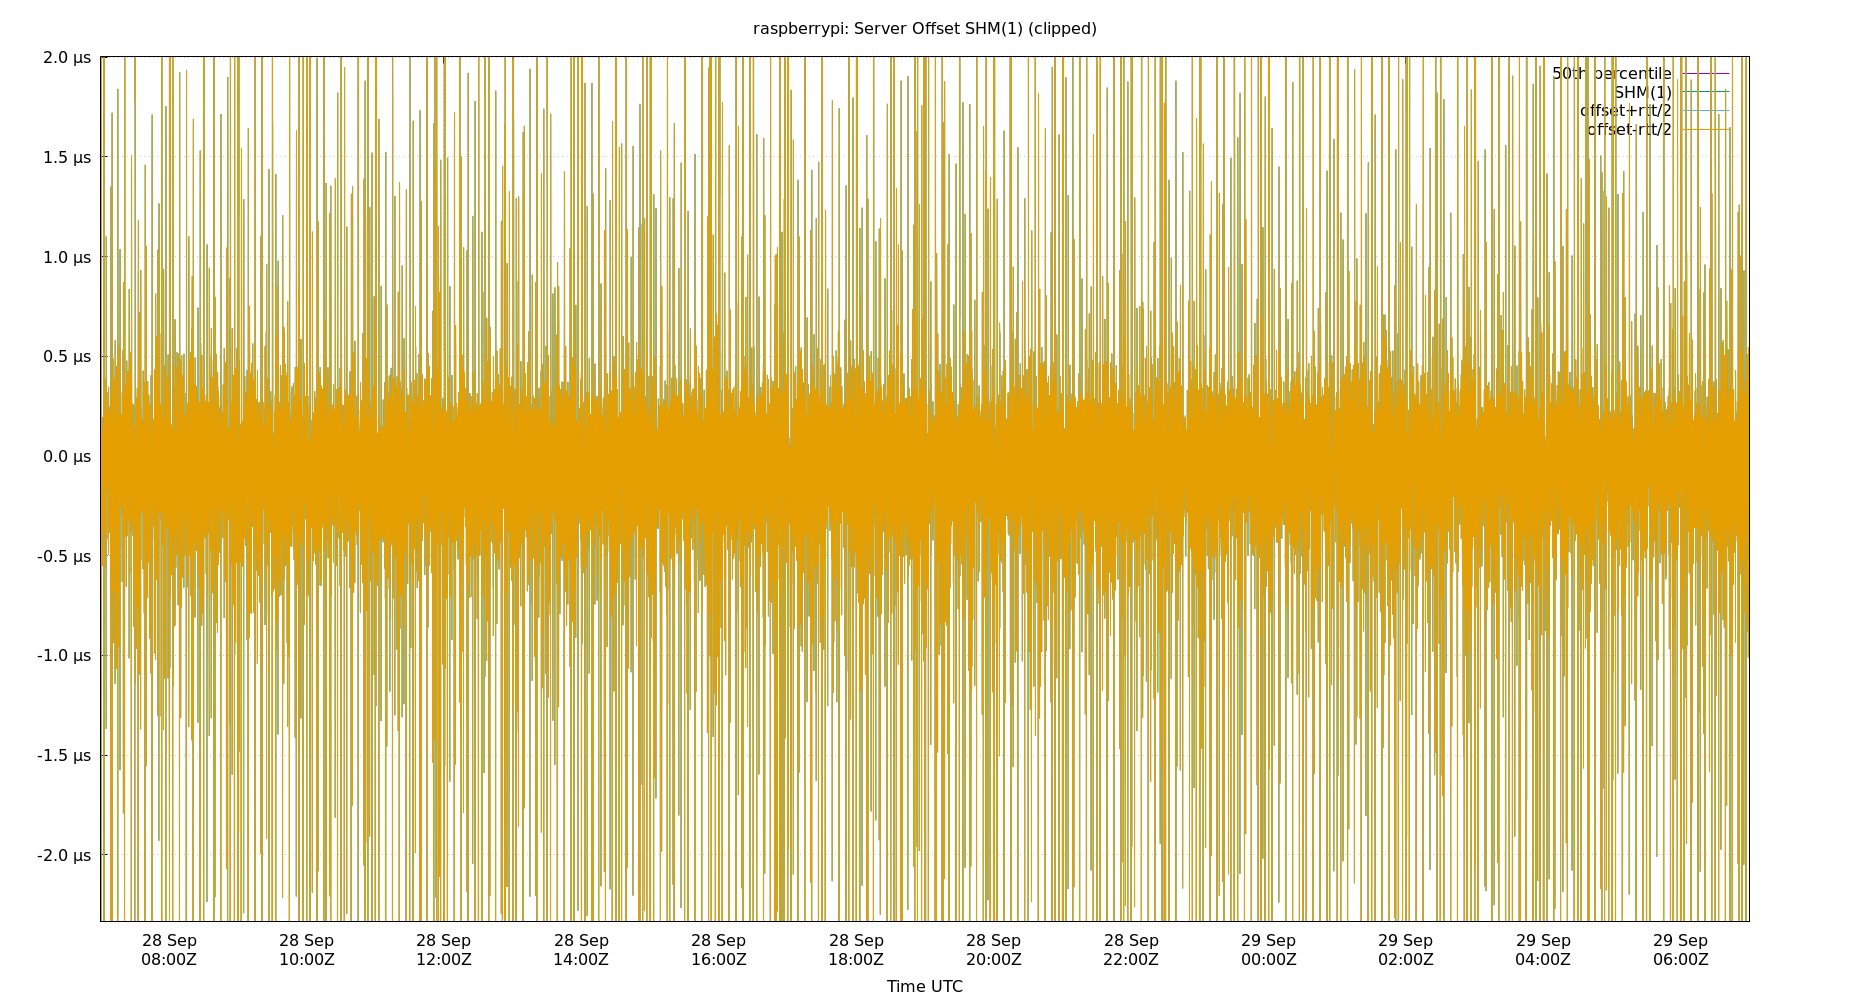 raspberrypi: Server Offset SHM(1) (clipped)
2.0 µs
1.5 µs
1.0 µs
0.5 µs
0.0 µs
-0.5 µs
-1.0 µs
-1.5 µs
-2.0 µs
50th percentile
SHM(1)
offset+rtt/2
offset-rtt/2
28 Sep 28 Sep 28 Sep 28 Sep 28 Sep 28 Sep 28 Sep 28 Sep 29 Sep 29 Sep 29 Sep 29 Sep
08:00Z 10:00Z 12:00Z 14:00Z 16:00Z 18:00Z 20:00Z 22:00Z 00:00Z 02:00Z 04:00Z 06:00Z
Time UTC